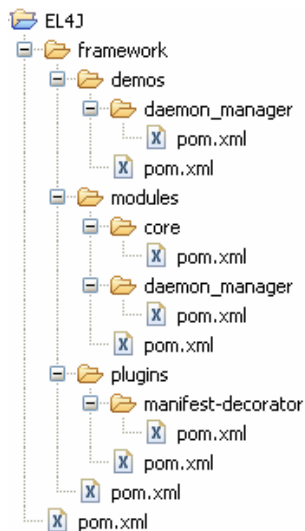 EL4J
framework
demos
daemon_manager
pom.xml
pom.xml
modules
core
pom.xml
daemon_manager
pom.xml
pom.xml
plugins
manifest-decorator
pom.xml
pom.xml
pom.xml
pom.xml